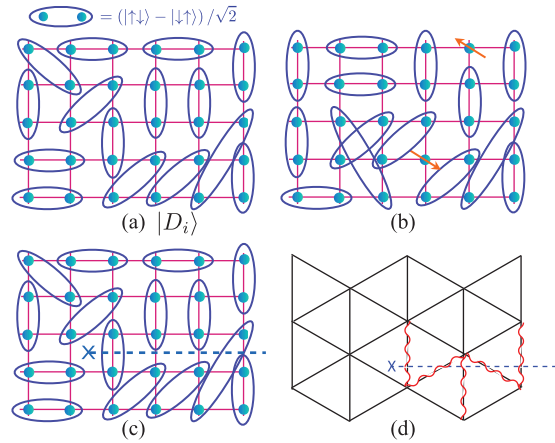 = (|↑↓⟩ − |↓↑⟩) / √2
(a) |D_i⟩
(b)
X
(c)
X
(d)